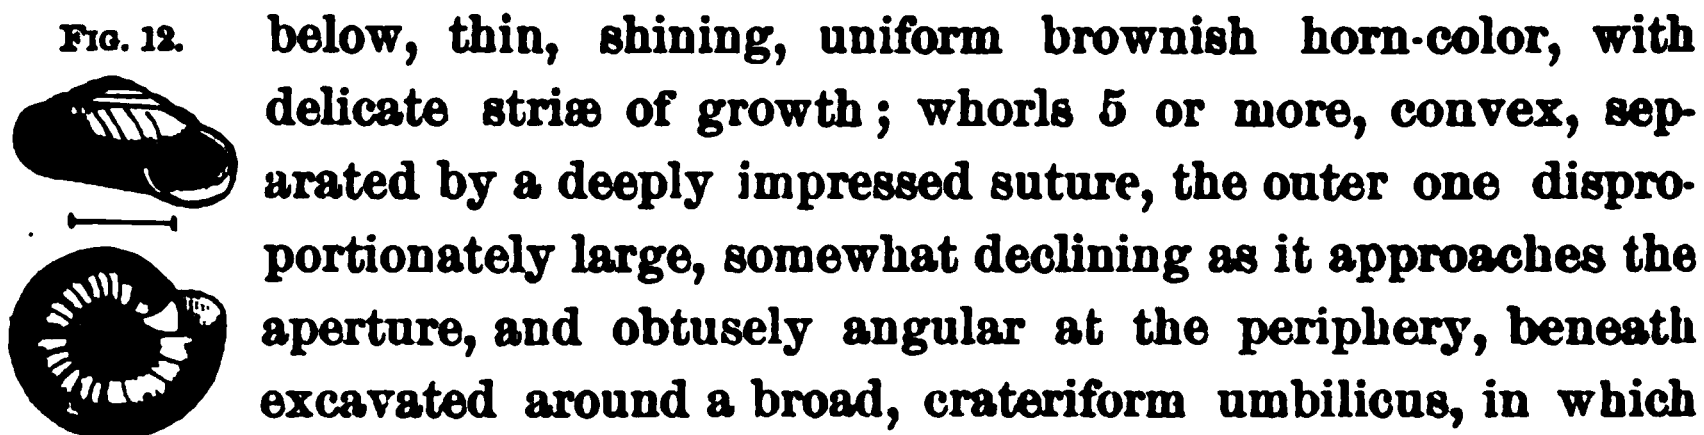 FIG. 12.
below, thin, shining, uniform brownish horn-color, with
delicate striæ of growth; whorls 5 or more, convex, sep-
arated by a deeply impressed suture, the outer one dispro-
portionately large, somewhat declining as it approaches the
aperture, and obtusely angular at the periphery, beneath
excavated around a broad, crateriform umbilicus, in which